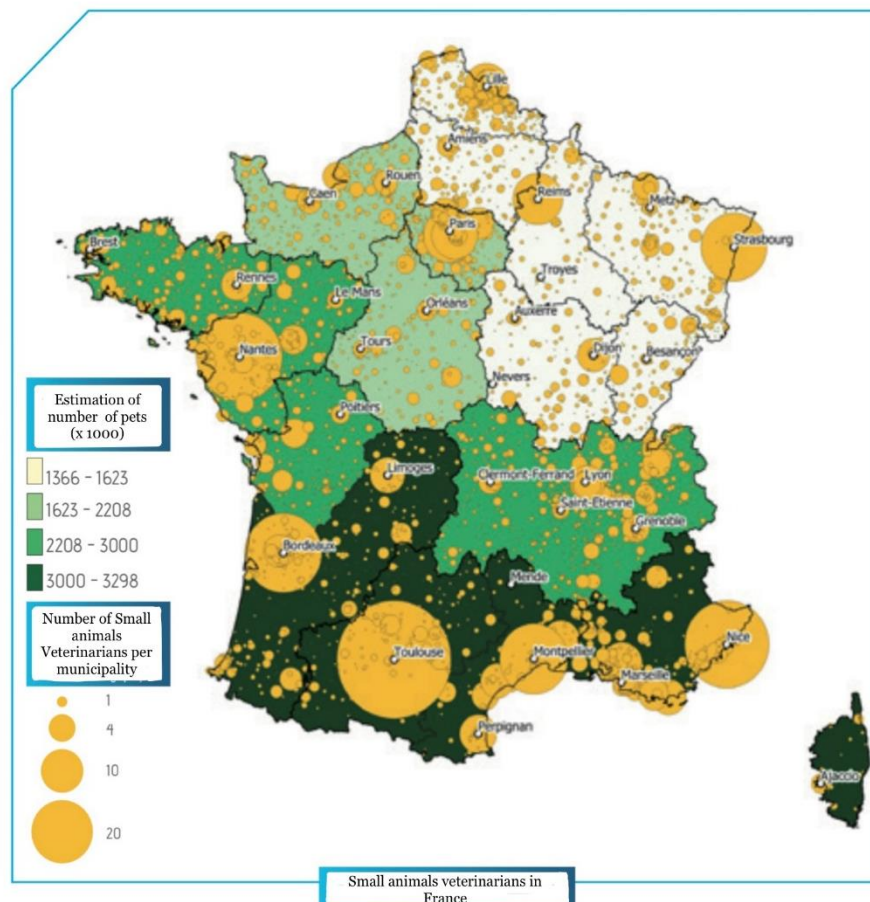 Lille
Amiens
Rouen
Reims
Caen
Metz
Paris
Strasbourg
Brest
Rennes
Troyes
Le Mans
Orléans
Auxerre
Nantes
Tours
Dijon
Besançon
Nevers
Estimation of
number of pets
(x 1000)
Poitiers
1366 - 1623
Limoges
Clermont-Ferrand
Lyon
1623 - 2208
Saint-Etienne
Grenoble
2208 - 3000
Bordeaux
3000 - 3298
Mende
Number of Small
animals
Veterinarians per
municipality
Nice
Toulouse
Montpellier
Marseille
1
4
Perpignan
10
Ajaccio
20
Small animals veterinarians in
France